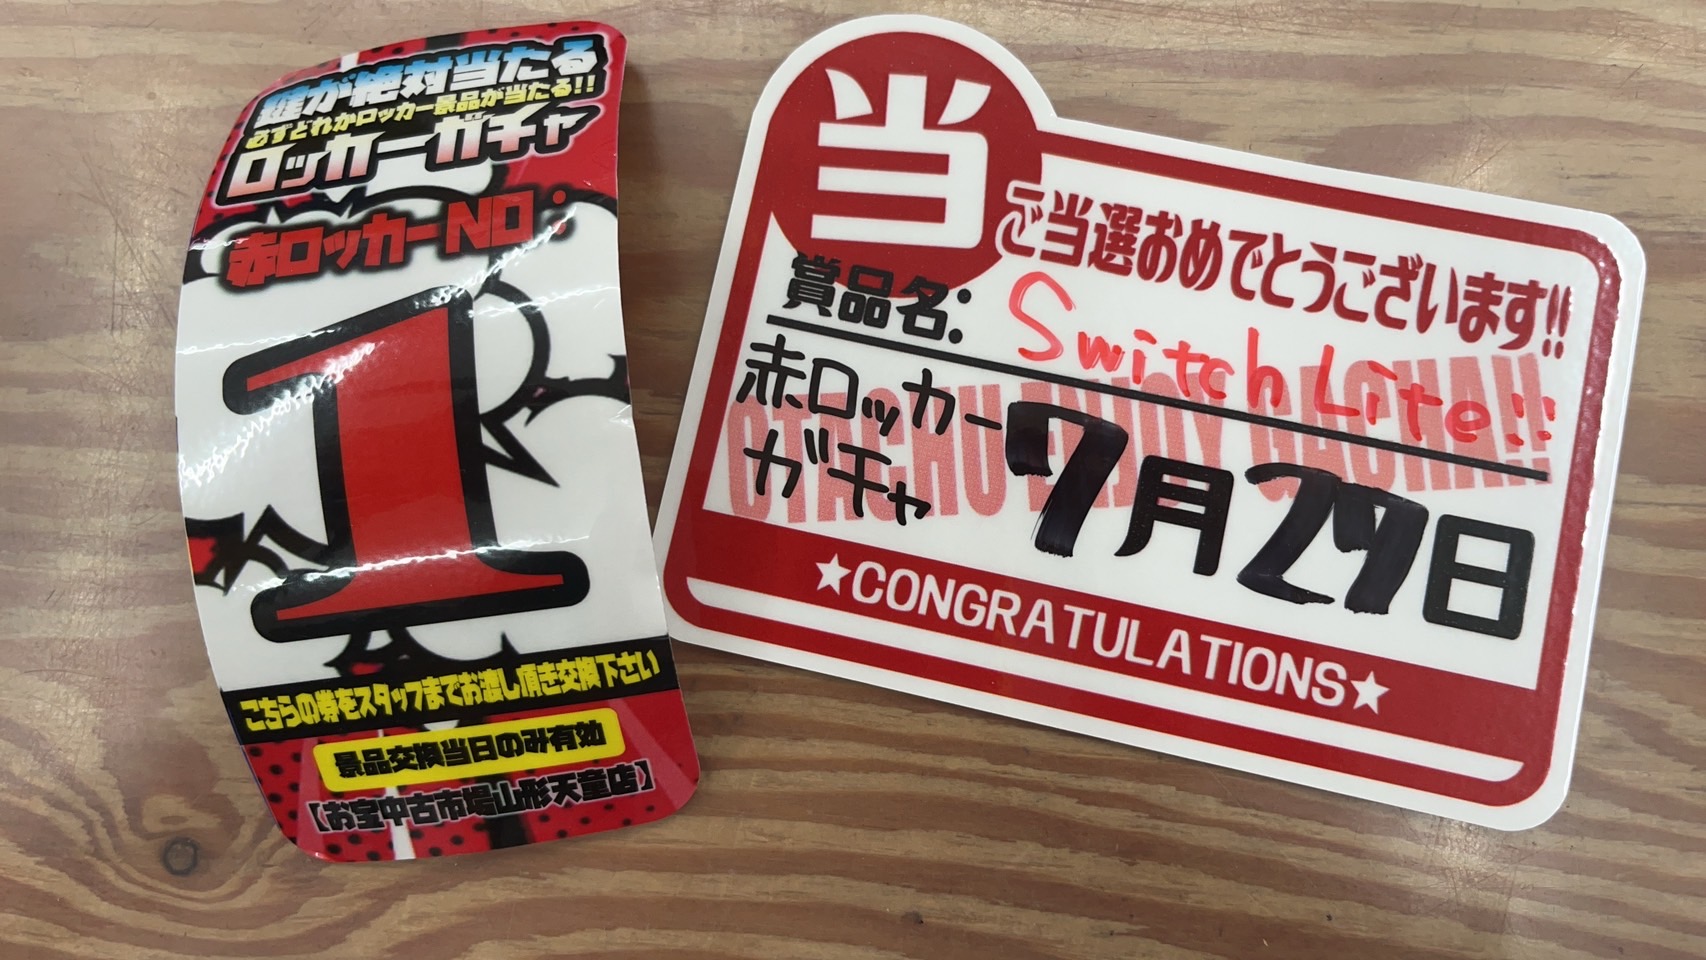 鍵が絶対当たる
必ずどれかロッカー景品が当たる!!
ロッカーガチャ
赤ロッカーNO:
1
こちらの券をスタッフまでお渡し頂き交換下さい
景品交換当日のみ有効
【お宝中古市場山形天童店】
当
ご当選おめでとうございます!!
賞品名: Switch Lite!!
赤ロッカー
ガチャ
7月29日
GACHA!!
★CONGRATULATIONS★